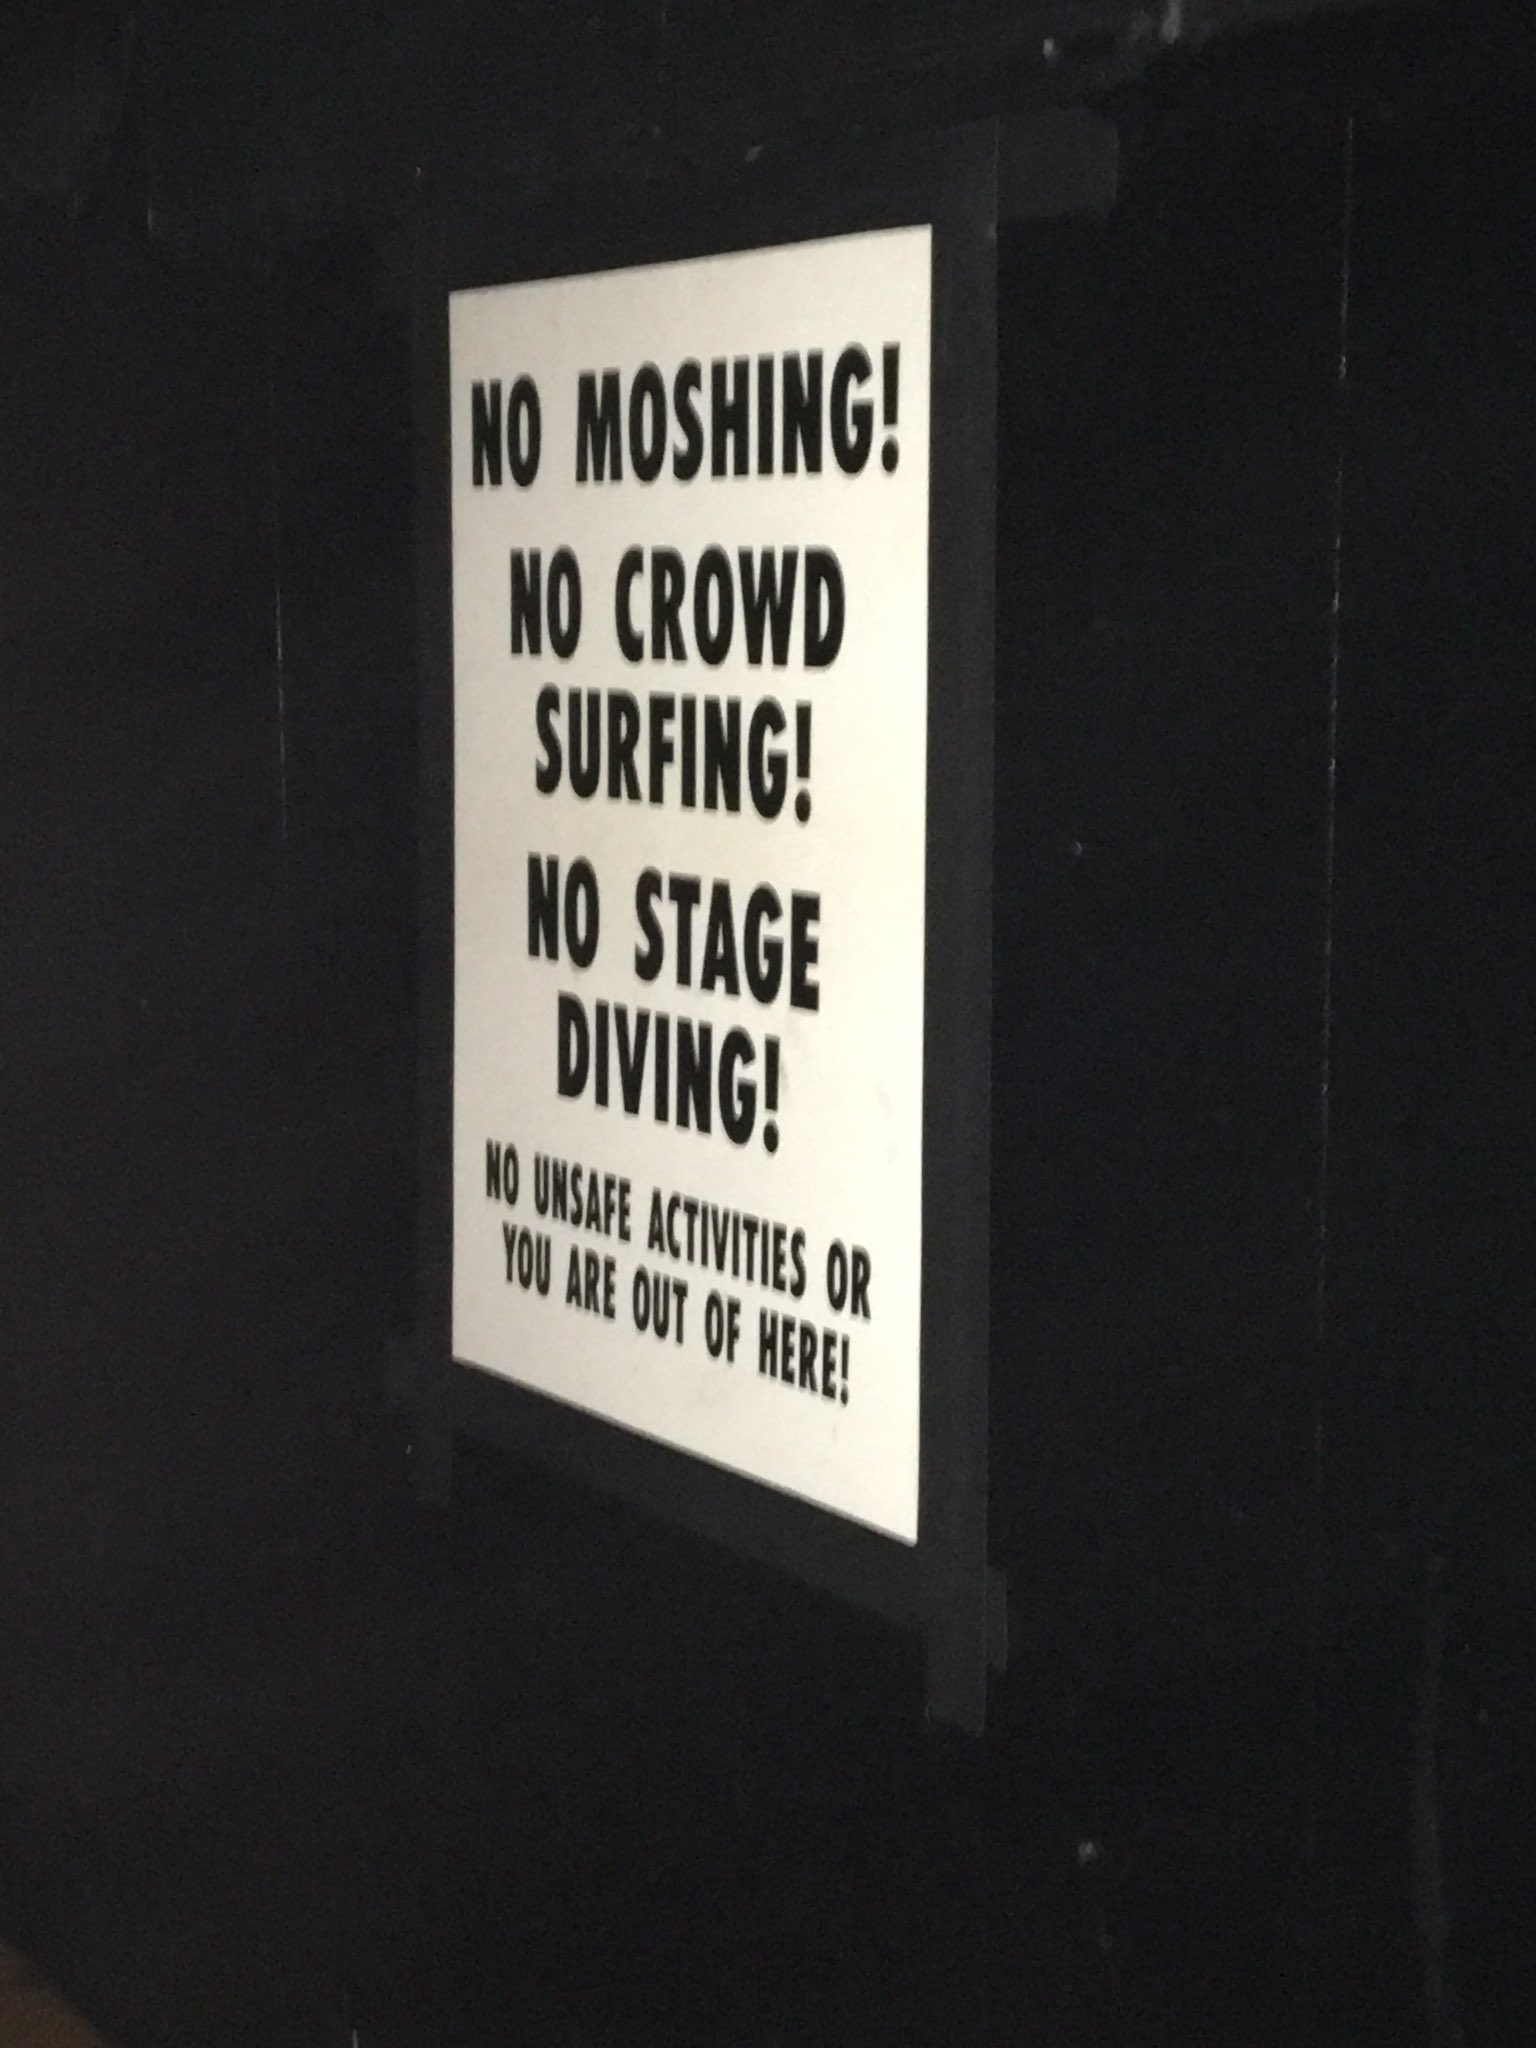 NO MOSHING!
NO CROWD
SURFING!
NO STAGE
DIVING!
NO UNSAFE ACTIVITIES OR
YOU ARE OUT OF HERE!